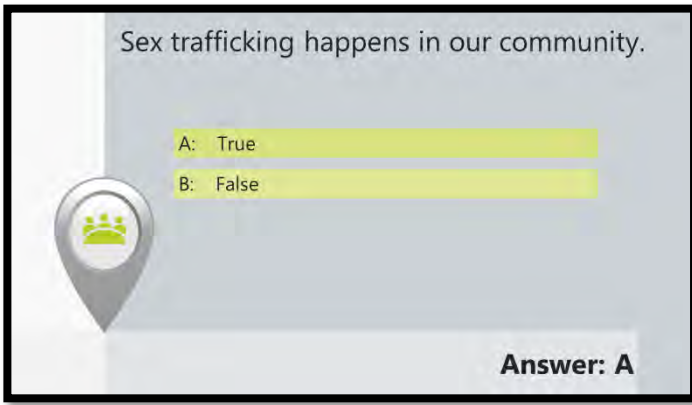 Sex trafficking happens in our community.
A: True
B: False
Answer: A